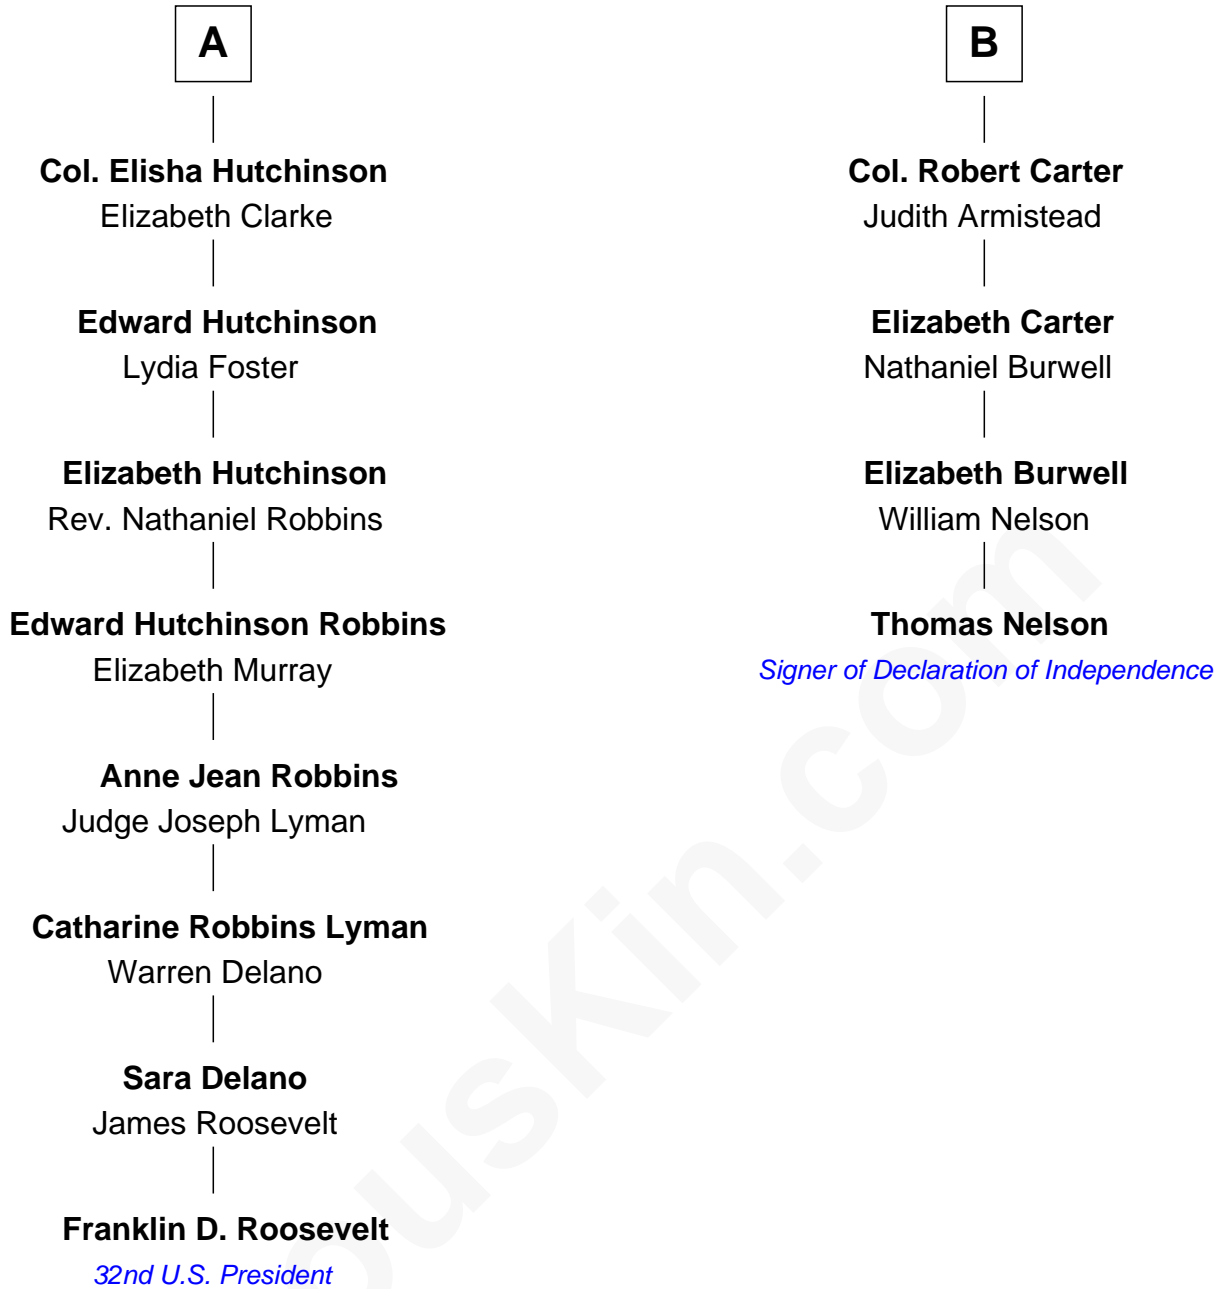 A
Col. Elisha Hutchinson
Elizabeth Clarke
Edward Hutchinson
Lydia Foster
Elizabeth Hutchinson
Rev. Nathaniel Robbins
Edward Hutchinson Robbins
Elizabeth Murray
Anne Jean Robbins
Judge Joseph Lyman
Catharine Robbins Lyman
Warren Delano
Sara Delano
James Roosevelt
Franklin D. Roosevelt
32nd U.S. President
B
Col. Robert Carter
Judith Armistead
Elizabeth Carter
Nathaniel Burwell
Elizabeth Burwell
William Nelson
Thomas Nelson
Signer of Declaration of Independence
ousKin.com